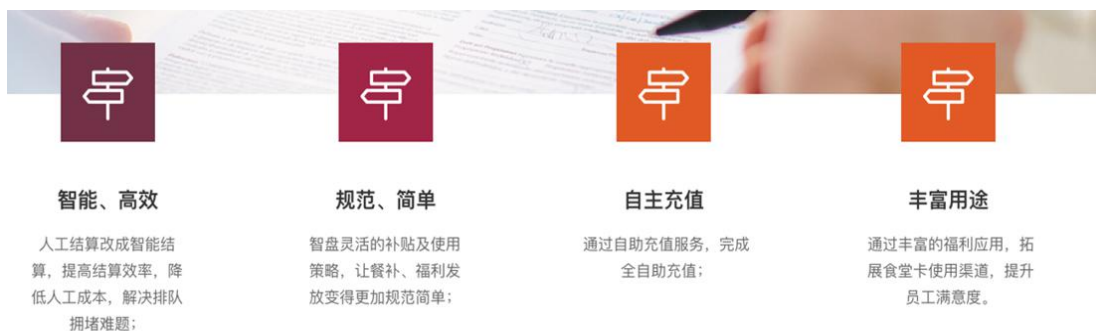 智能、高效
人工结算改成智能结
算，提高结算效率，降
低人工成本，解决排队
拥堵难题；
规范、简单
智盘灵活的补贴及使用
策略，让餐补、福利发
放变得更加规范简单；
自主充值
通过自助充值服务，完成
全自助充值；
丰富用途
通过丰富的福利应用，拓
展食堂卡使用渠道，提升
员工满意度。